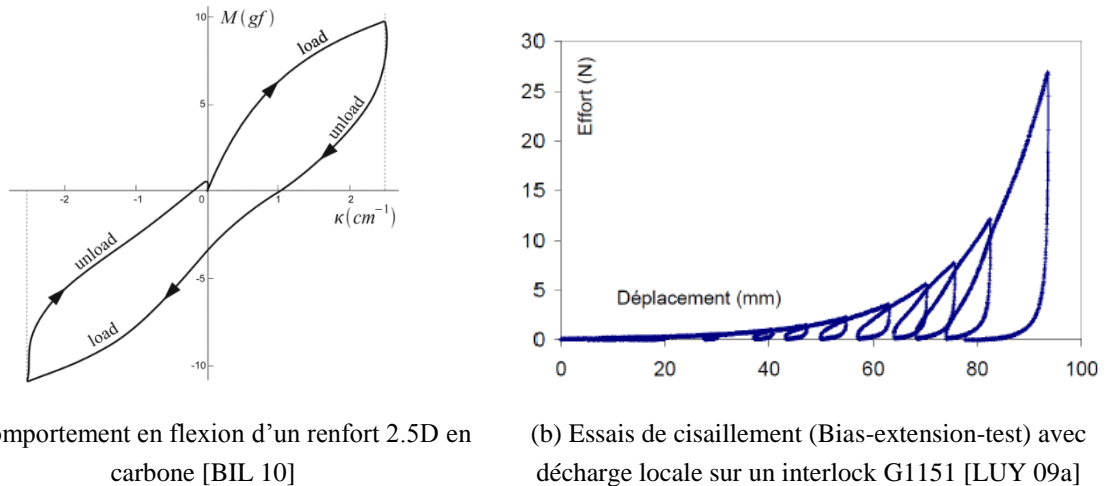 10
M(gf)
load
5
unload
-2
-1
0
1
2
κ(cm⁻¹)
unload
-5
load
-10
30
25
20
15
10
5
0
Effort (N)
Déplacement (mm)
0
20
40
60
80
100
omportement en flexion d'un renfort 2.5D en
carbone [BIL 10]
(b) Essais de cisaillement (Bias-extension-test) avec
décharge locale sur un interlock G1151 [LUY 09a]